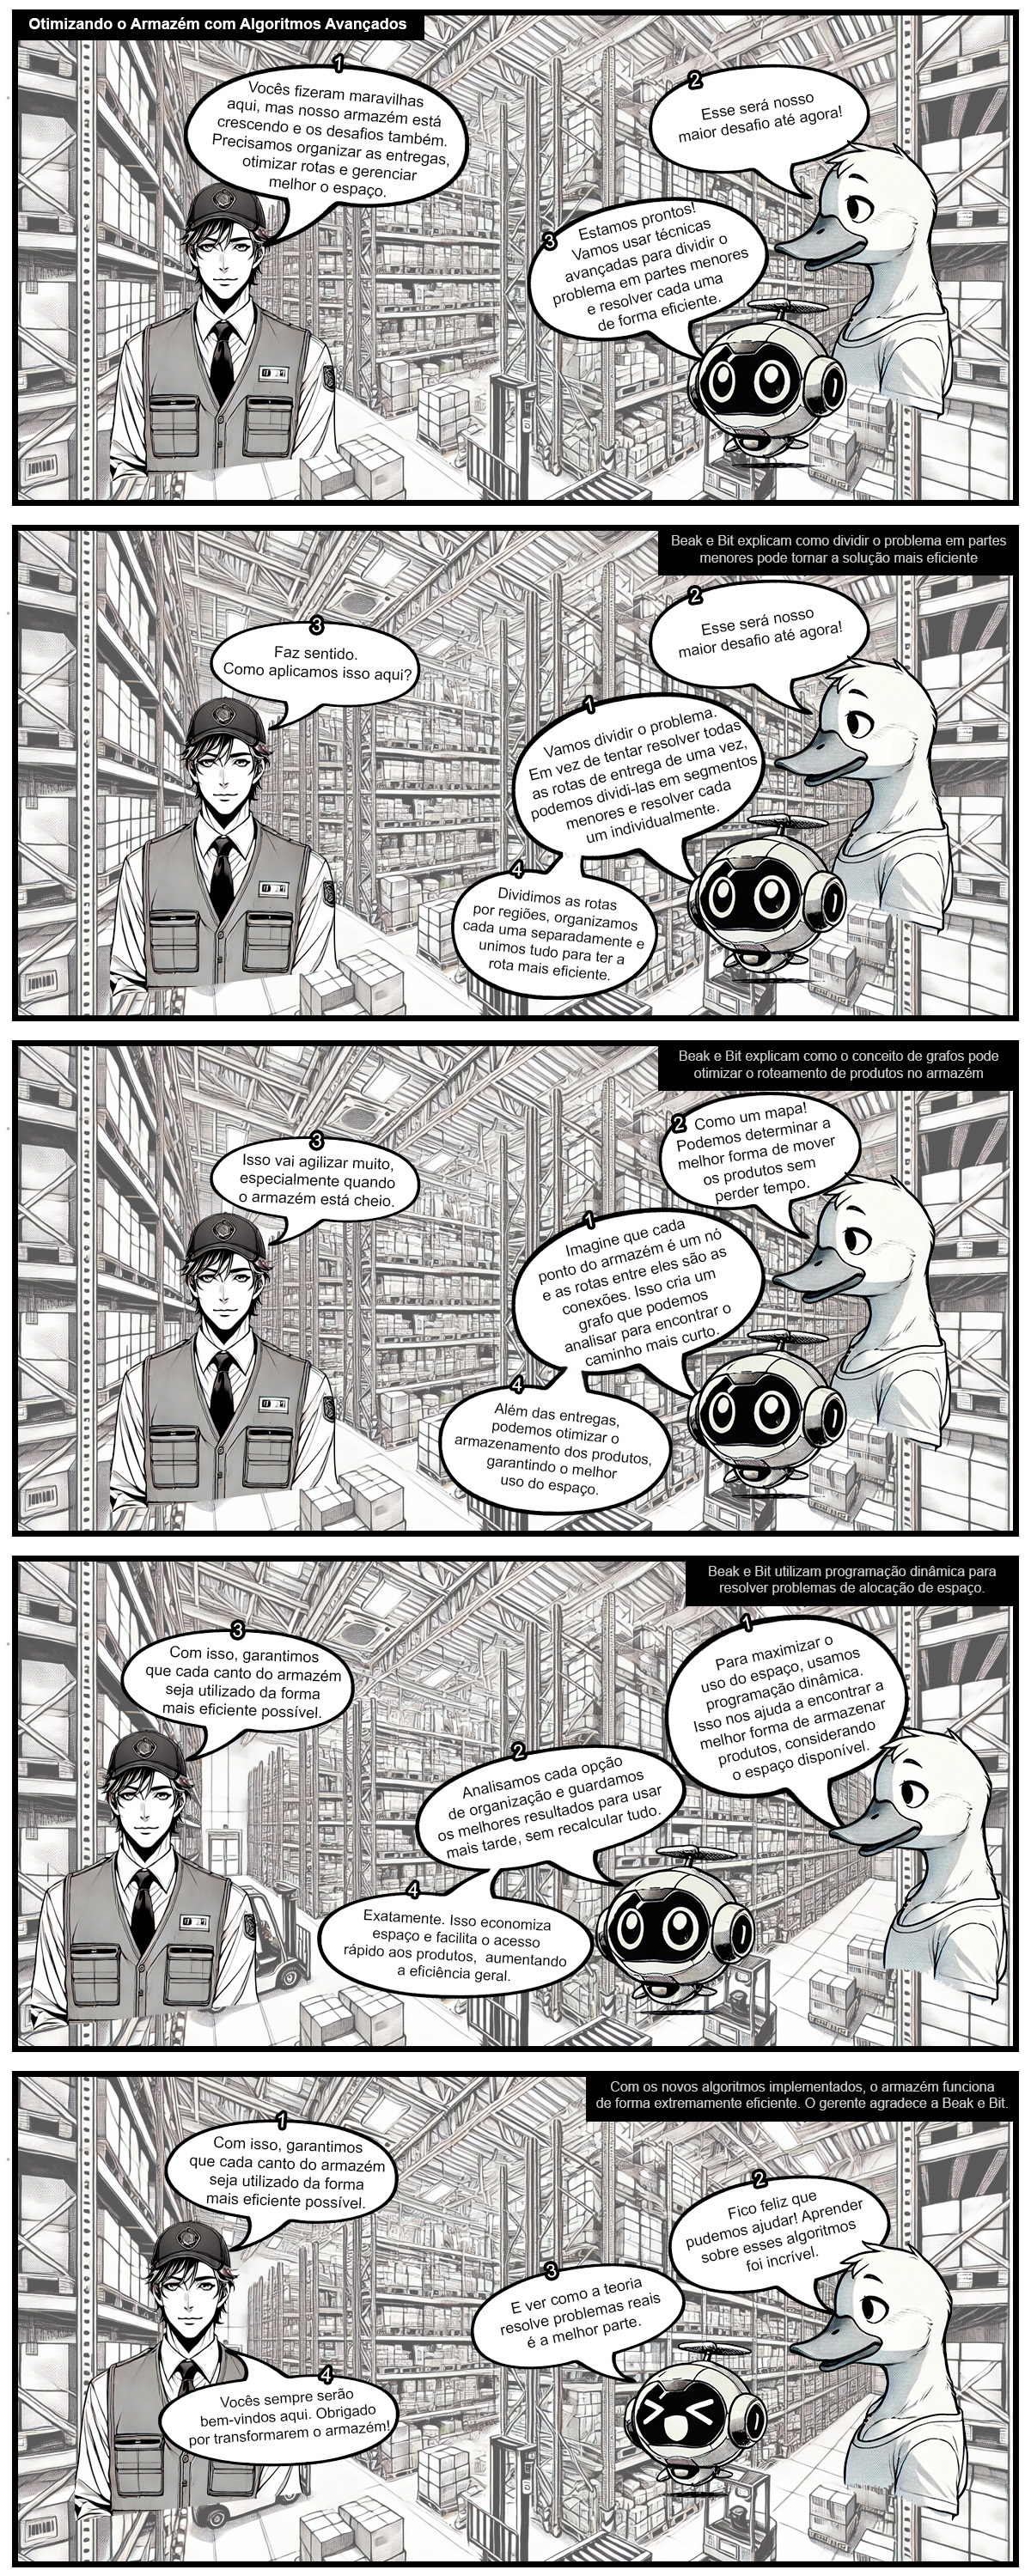 Otimizando o Armazém com Algoritmos Avançados
1
Vocês fizeram maravilhas
aqui, mas nosso armazém está
crescendo e os desafios também.
Precisamos organizar as entregas,
otimizar rotas e gerenciar
melhor o espaço.
2
Esse será nosso
maior desafio até agora!
3
Estamos prontos!
Vamos usar técnicas
avançadas para dividir o
problema em partes menores
e resolver cada uma
de forma eficiente.
Beak e Bit explicam como dividir o problema em partes
menores pode tornar a solução mais eficiente
1
Vamos dividir o problema.
Em vez de tentar resolver todas
as rotas de entrega de uma vez,
podemos dividi-las em segmentos
menores e resolver cada
um individualmente.
2
Esse será nosso
maior desafio até agora!
3
Faz sentido.
Como aplicamos isso aqui?
4
Dividimos as rotas
por regiões, organizamos
cada uma separadamente e
unimos tudo para ter a
rota mais eficiente.
Beak e Bit explicam como o conceito de grafos pode
otimizar o roteamento de produtos no armazém
1
Imagine que cada
ponto do armazém é um nó
e as rotas entre eles são as
conexões. Isso cria um
grafo que podemos
analisar para encontrar o
caminho mais curto.
2
Como um mapa!
Podemos determinar a
melhor forma de mover
os produtos sem
perder tempo.
3
Isso vai agilizar muito,
especialmente quando
o armazém está cheio.
4
Além das entregas,
podemos otimizar o
armazenamento dos produtos,
garantindo o melhor
uso do espaço.
Beak e Bit utilizam programação dinâmica para
resolver problemas de alocação de espaço.
1
Para maximizar o
uso do espaço, usamos
programação dinâmica.
Isso nos ajuda a encontrar a
melhor forma de armazenar
produtos, considerando
o espaço disponível.
2
Analisamos cada opção
de organização e guardamos
os melhores resultados para usar
mais tarde, sem recalcular tudo.
3
Com isso, garantimos
que cada canto do armazém
seja utilizado da forma
mais eficiente possível.
4
Exatamente. Isso economiza
espaço e facilita o acesso
rápido aos produtos, aumentando
a eficiência geral.
Com os novos algoritmos implementados, o armazém funciona
de forma extremamente eficiente. O gerente agradece a Beak e Bit.
1
Com isso, garantimos
que cada canto do armazém
seja utilizado da forma
mais eficiente possível.
2
Fico feliz que
pudemos ajudar! Aprender
sobre esses algoritmos
foi incrível.
3
E ver como a teoria
resolve problemas reais
é a melhor parte.
4
Vocês sempre serão
bem-vindos aqui. Obrigado
por transformarem o armazém!